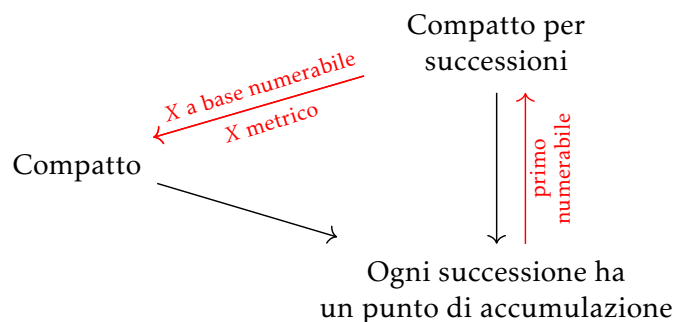 Compatto per
successioni
X a base numerabile
X metrico
primo
numerabile
Compatto
Ogni successione ha
un punto di accumulazione